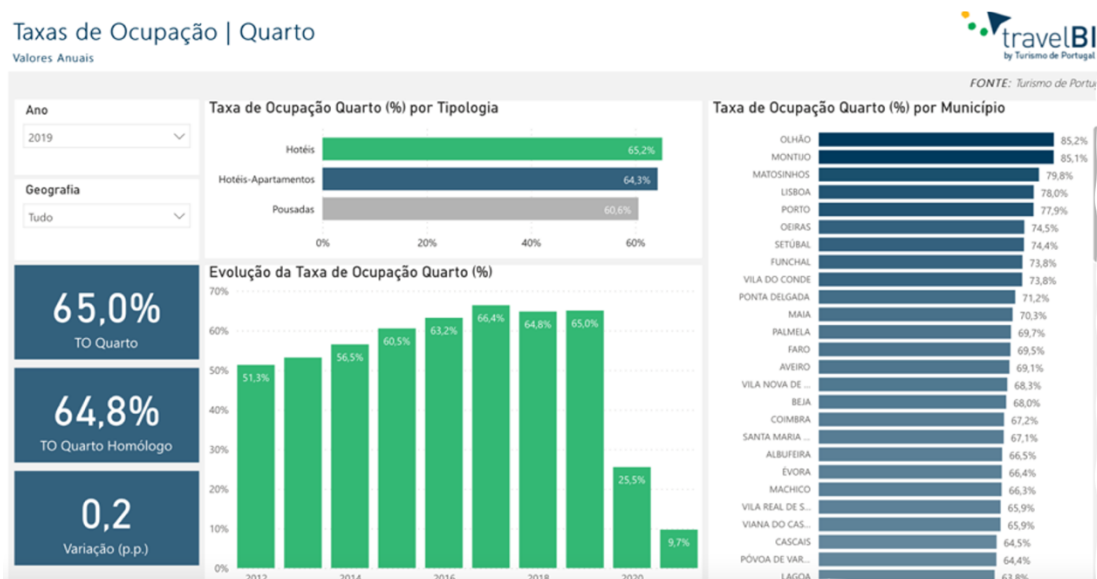 Taxas de Ocupação | Quarto
Valores Anuais
travelBI
by Turismo de Portugal
FONTE: Turismo de Portu
Ano
2019
Geografia
Tudo
65,0%
TO Quarto
64,8%
TO Quarto Homólogo
0,2
Variação (p.p.)
Taxa de Ocupação Quarto (%) por Tipologia
Hotéis 65,2%
Hotéis-Apartamentos 64,3%
Pousadas 60,6%
0% 20% 40% 60%
Evolução da Taxa de Ocupação Quarto (%)
70%
60%
50%
40%
30%
20%
10%
0%
51,3% 56,5% 60,5% 63,2% 66,4% 64,8% 65,0% 25,5% 9,7%
2012 2014 2016 2018 2020
Taxa de Ocupação Quarto (%) por Município
OLHÃO 85,2%
MONTIJO 85,1%
MATOSINHOS 79,8%
LISBOA 78,0%
PORTO 77,9%
OEIRAS 74,5%
SETÚBAL 74,4%
FUNCHAL 73,8%
VILA DO CONDE 73,8%
PONTA DELGADA 71,2%
MAIA 70,3%
PALMELA 69,7%
FARO 69,5%
AVEIRO 69,1%
VILA NOVA DE ... 68,3%
BEJA 68,0%
COIMBRA 67,2%
SANTA MARIA ... 67,1%
ALBUFEIRA 66,5%
ÉVORA 66,4%
MACHICO 66,3%
VILA REAL DE S... 65,9%
VIANA DO CAS... 65,9%
CASCAIS 64,5%
PÓVOA DE VAR... 64,4%
LAGOA 63,8%